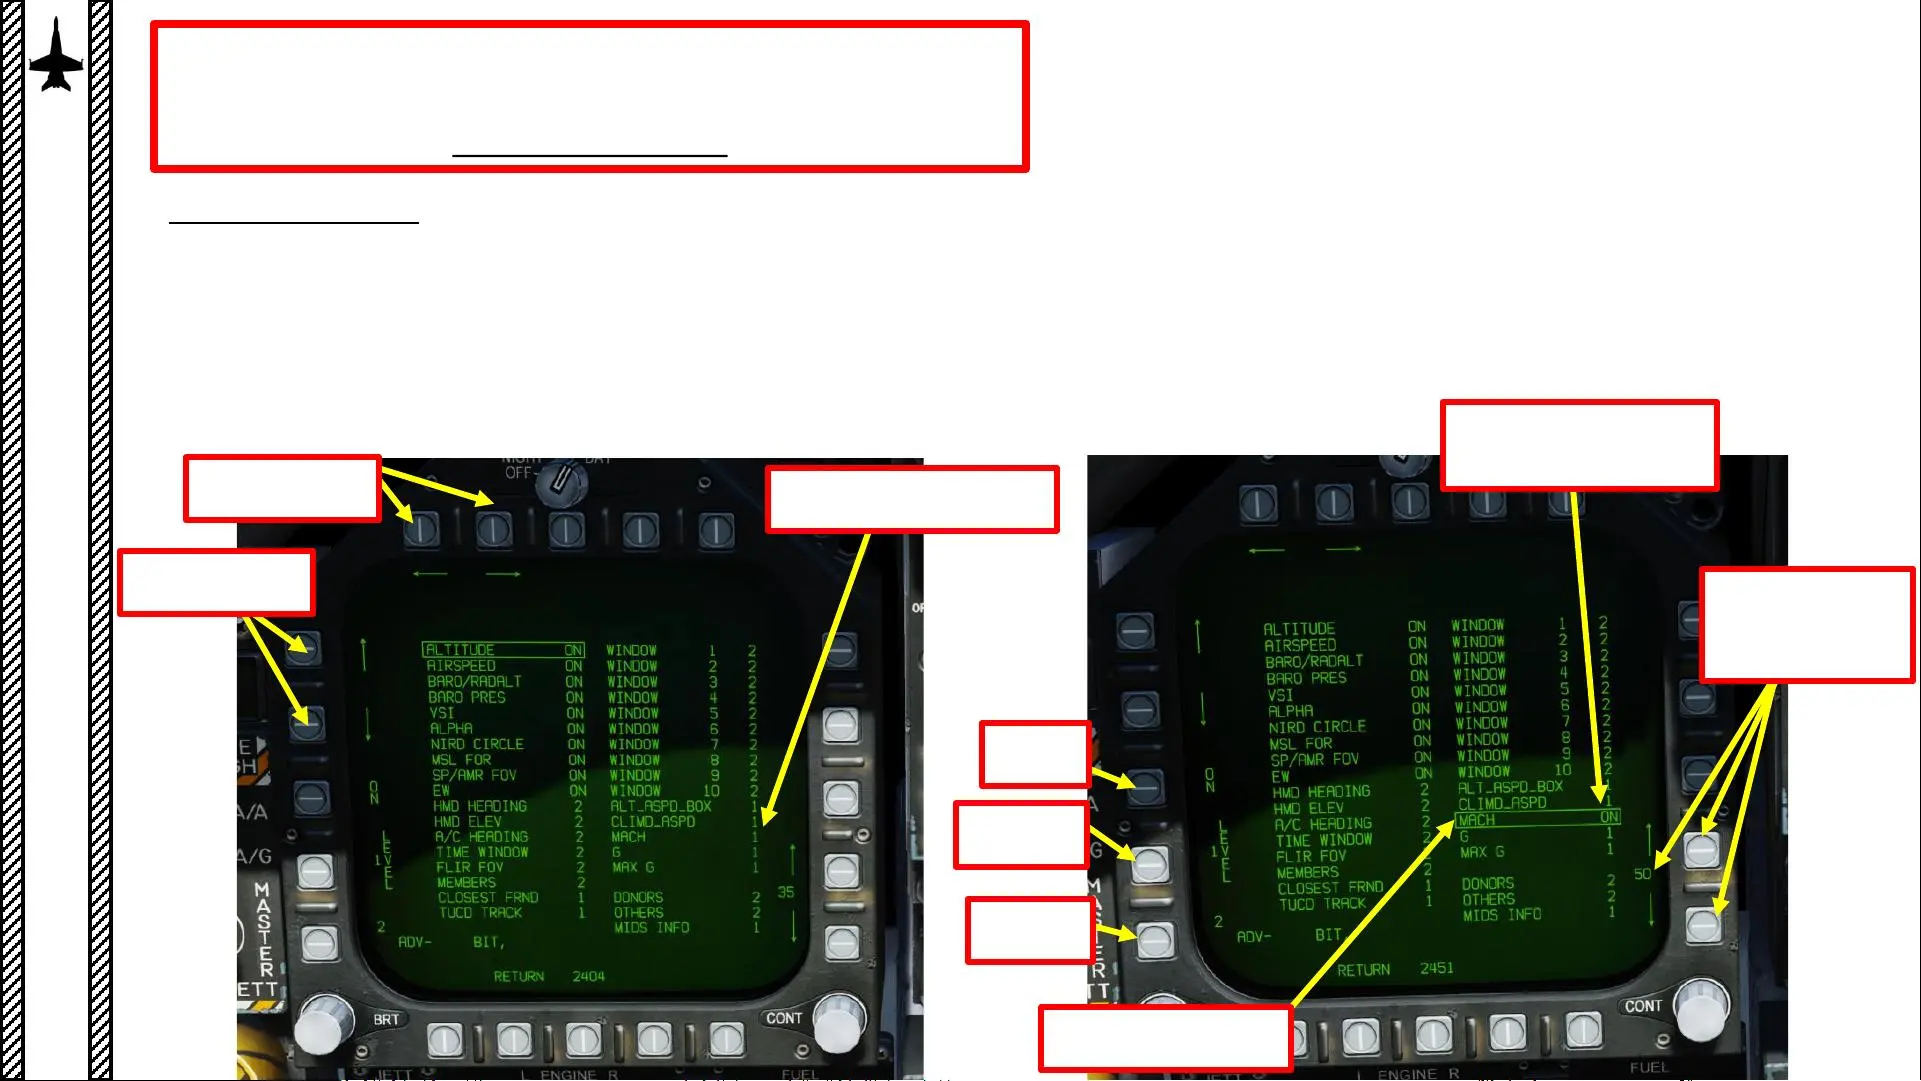 NIGHT DAY
OFF
ALTITUDE ON WINDOW 1 2
AIRSPEED ON WINDOW 2 2
BARO/RADALT ON WINDOW 3 2
BARO PRES ON WINDOW 4 2
VSI ON WINDOW 5 2
ALPHA ON WINDOW 6 2
NIRD CIRCLE ON WINDOW 7 2
MSL FOR ON WINDOW 8 2
SP/AMR FOV ON WINDOW 9 2
EW ON WINDOW 10 2
HMD HEADING 2 ALT_ASPD_BOX 1
HMD ELEV 2 CLIMD_ASPD 1
A/C HEADING 2 MACH 1
TIME WINDOW 2 G 1
FLIR FOV 2 MAX G 1
MEMBERS 2
CLOSEST FRND 1 DONORS 2
TUCD TRACK 1 OTHERS 2
MIDS INFO 1
ON
1
LEVEL
2
35
ADV- BIT,
RETURN 2404
A/A
A/G
MASTER
BRT
CONT
L ENGINE R
FUEL
ALTITUDE ON WINDOW 1 2
AIRSPEED ON WINDOW 2 2
BARO/RADALT ON WINDOW 3 2
BARO PRES ON WINDOW 4 2
VSI ON WINDOW 5 2
ALPHA ON WINDOW 6 2
NIRD CIRCLE ON WINDOW 7 2
MSL FOR ON WINDOW 8 2
SP/AMR FOV ON WINDOW 9 2
EW ON WINDOW 10 2
HMD HEADING 2 ALT_ASPD_BOX 1
HMD ELEV 2 CLIMD_ASPD 1
A/C HEADING 2 MACH ON
TIME WINDOW 2 G 1
FLIR FOV 2 MAX G 1
MEMBERS 2
CLOSEST FRND 1 DONORS 2
TUCD TRACK 1 OTHERS 2
MIDS INFO 1
ON
1
LEVEL
2
50
ADV- BIT,
RETURN 2451
CONT
L ENGINE R
FUEL